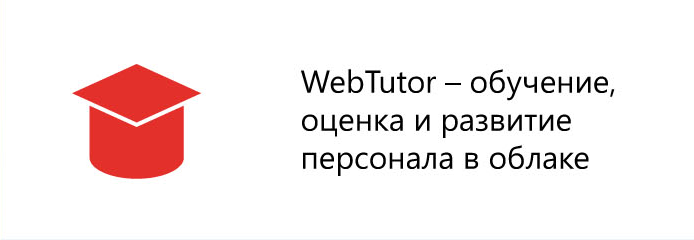 WebTutor – обучение,
оценка и развитие
персонала в облаке